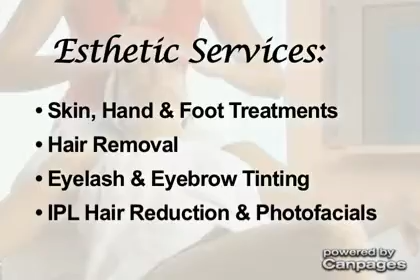 Esthetic Services:
• Skin, Hand & Foot Treatments
• Hair Removal
• Eyelash & Eyebrow Tinting
• IPL Hair Reduction & Photofacials
powered by
Canpages